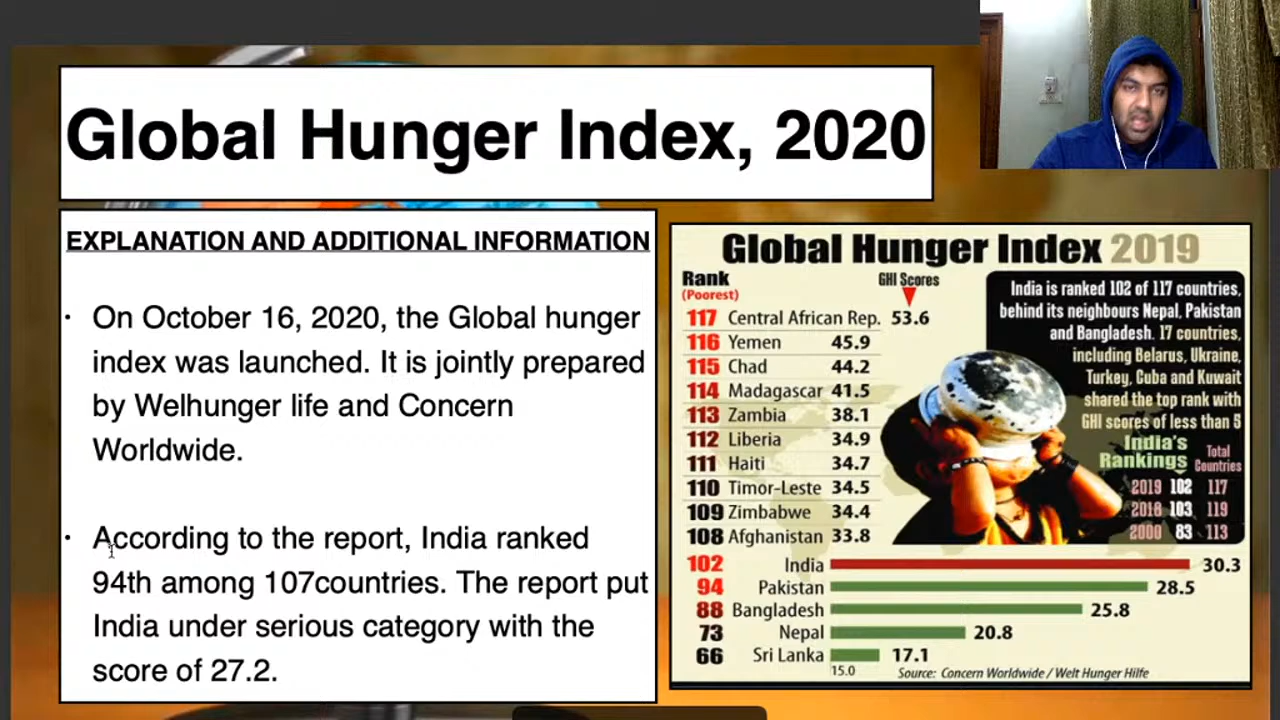 Global Hunger Index, 2020
EXPLANATION AND ADDITIONAL INFORMATION
• On October 16, 2020, the Global hunger
index was launched. It is jointly prepared
by Welhunger life and Concern
Worldwide.
• According to the report, India ranked
94th among 107countries. The report put
India under serious category with the
score of 27.2.
Global Hunger Index 2019
Rank
(Poorest)
GHI Scores
117 Central African Rep. 53.6
116 Yemen 45.9
115 Chad 44.2
114 Madagascar 41.5
113 Zambia 38.1
112 Liberia 34.9
111 Haiti 34.7
110 Timor-Leste 34.5
109 Zimbabwe 34.4
108 Afghanistan 33.8
India is ranked 102 of 117 countries,
behind its neighbours Nepal, Pakistan
and Bangladesh. 17 countries,
including Belarus, Ukraine,
Turkey, Cuba and Kuwait
shared the top rank with
GHI scores of less than 5
India's
Rankings
Total
Countries
2019 102 117
2018 103 119
2000 83 113
102 India 30.3
94 Pakistan 28.5
88 Bangladesh 25.8
73 Nepal 20.8
66 Sri Lanka 17.1
15.0
Source: Concern Worldwide / Welt Hunger Hilfe